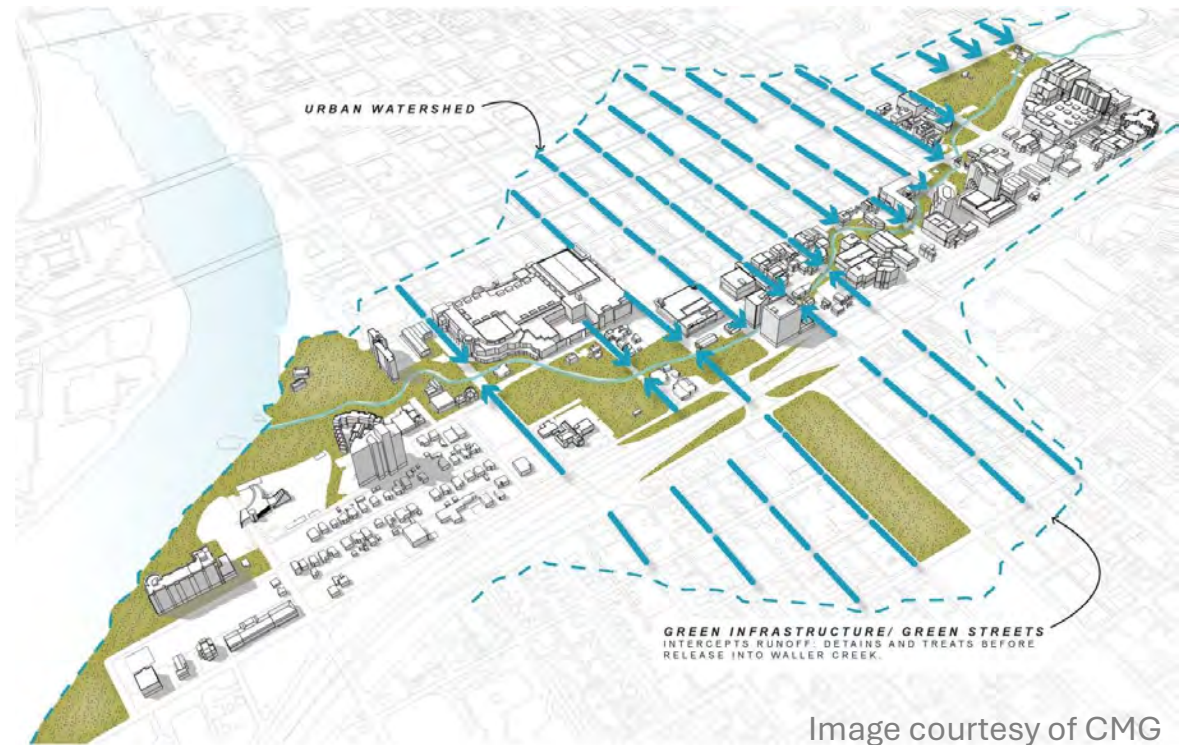 URBAN WATERSHED
GREEN INFRASTRUCTURE/ GREEN STREETS
INTERCEPTS RUNOFF: DETAINS AND TREATS BEFORE
RELEASE INTO WALLER CREEK.
Image courtesy of CMG